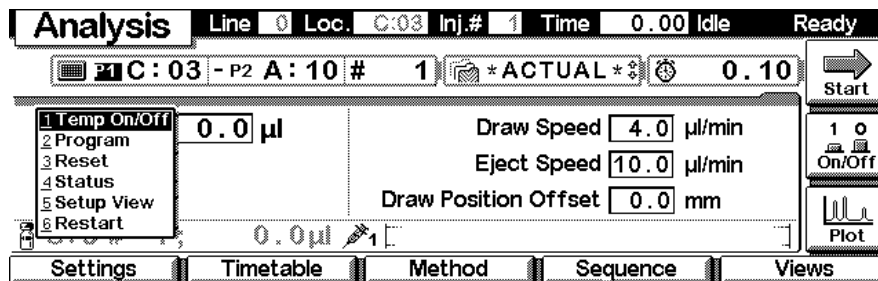 Analysis Line 0 Loc. C:03 Inj.# 1 Time 0.00 Idle Ready
P1 C:03 - P2 A:10 # 1 *ACTUAL* 0.10
Start
1 Temp On/Off
2 Program
3 Reset
4 Status
5 Setup View
6 Restart
0.0 µl
Draw Speed 4.0 µl/min
Eject Speed 10.0 µl/min
Draw Position Offset 0.0 mm
1 0
On/Off
Plot
0.0µl 1
Settings Timetable Method Sequence Views